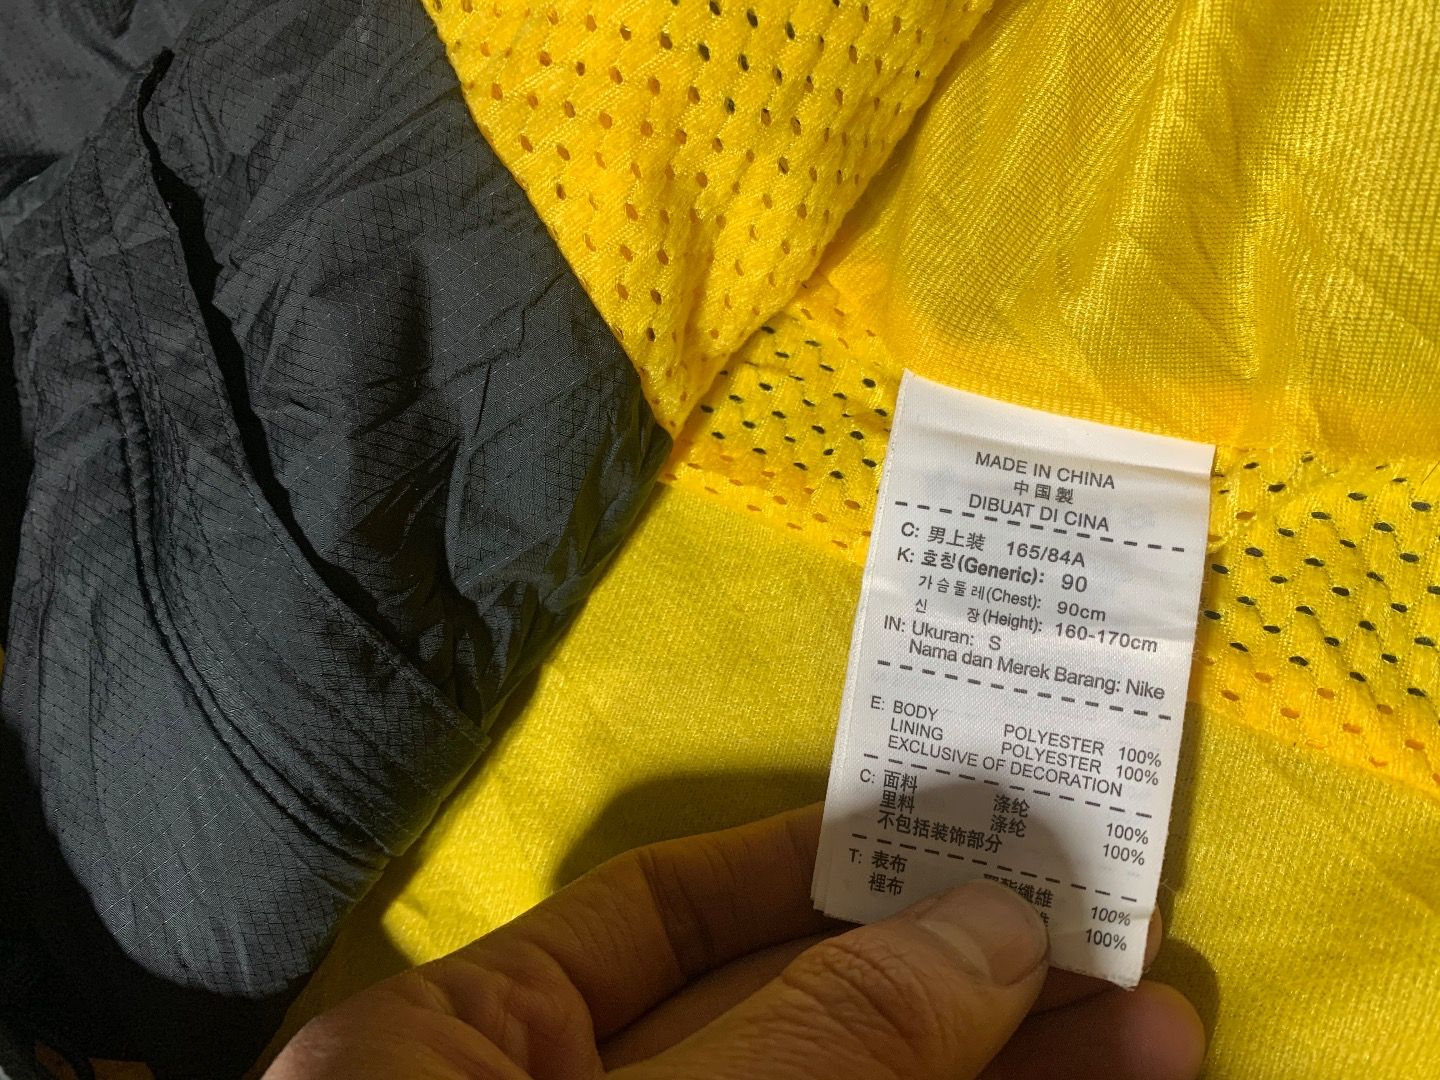 MADE IN CHINA
中国製
DIBUAT DI CINA
C: 男上装 165/84A
K: 호칭(Generic): 90
가슴둘레(Chest): 90cm
신 장(Height): 160-170cm
IN: Ukuran: S
Nama dan Merek Barang: Nike
E: BODY POLYESTER 100%
LINING POLYESTER 100%
EXCLUSIVE OF DECORATION
C: 面料 涤纶 100%
里料 涤纶 100%
不包括装饰部分
T: 表布 纖維 100%
裡布 100%